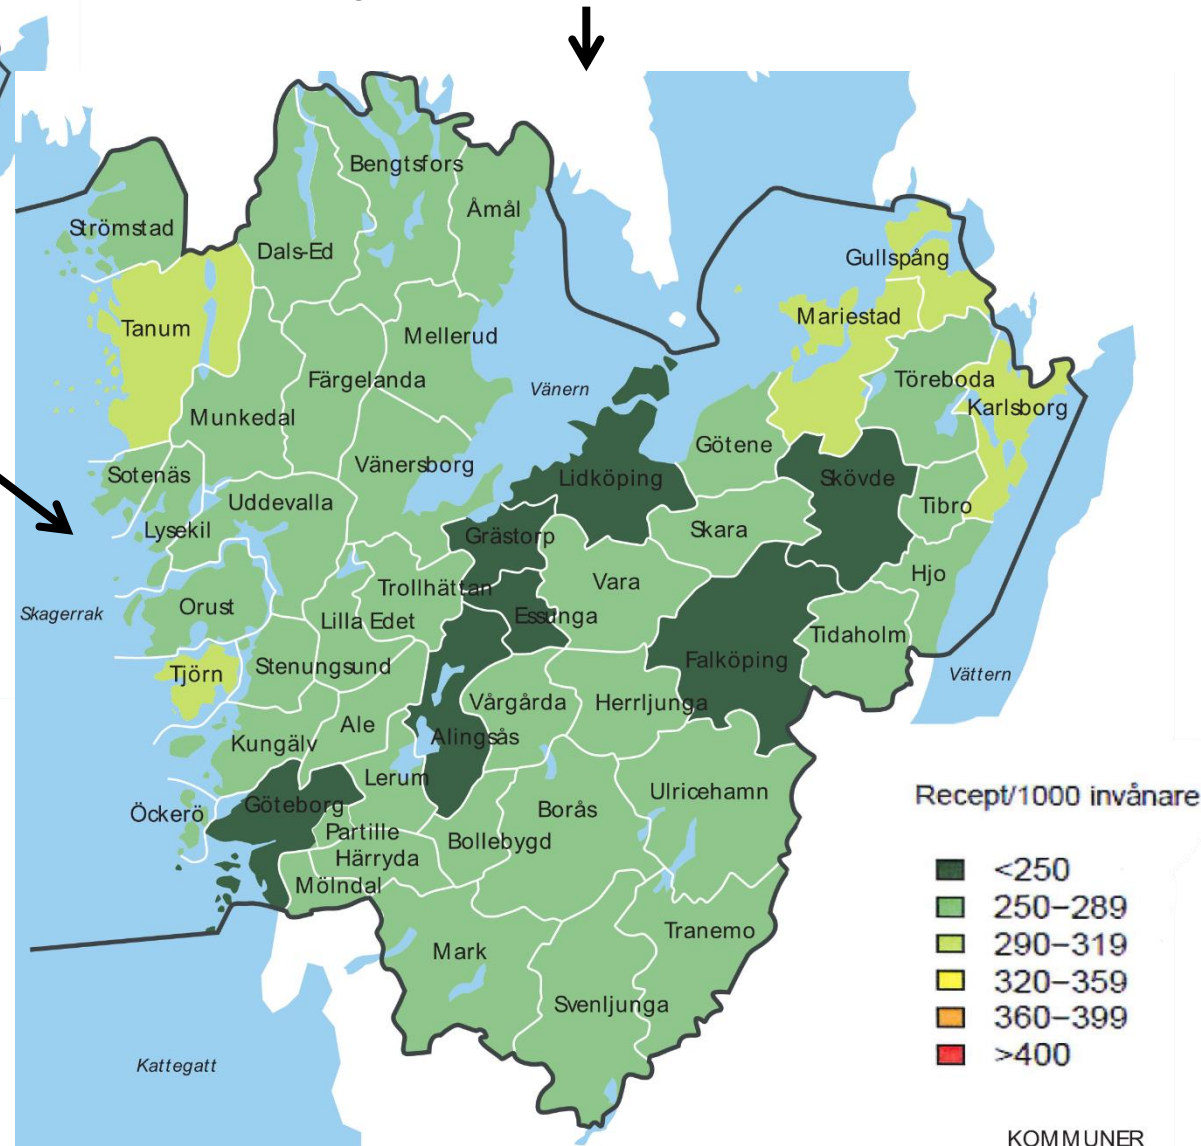 Bengtsfors
Åmål
Strömstad
Dals-Ed
Gullspång
Mariestad
Tanum
Mellerud
Färgelanda
Vänern
Töreboda
Karlsborg
Munkedal
Götene
Vänersborg
Sotenäs
Lidköping
Skövde
Uddevalla
Tibro
Lysekil
Grästorp
Skara
Vara
Hjo
Trollhättan
Skagerrak
Orust
Lilla Edet
Essunga
Tidaholm
Falköping
Stenungsund
Tjörn
Vättern
Vårgårda
Herrljunga
Ale
Alingsås
Kungälv
Lerum
Ulricehamn
Göteborg
Öckerö
Borås
Partille
Bollebygd
Härryda
Mölndal
Tranemo
Mark
Svenljunga
Kattegatt
Recept/1000 invånare
<250
250–289
290–319
320–359
360–399
>400
KOMMUNER